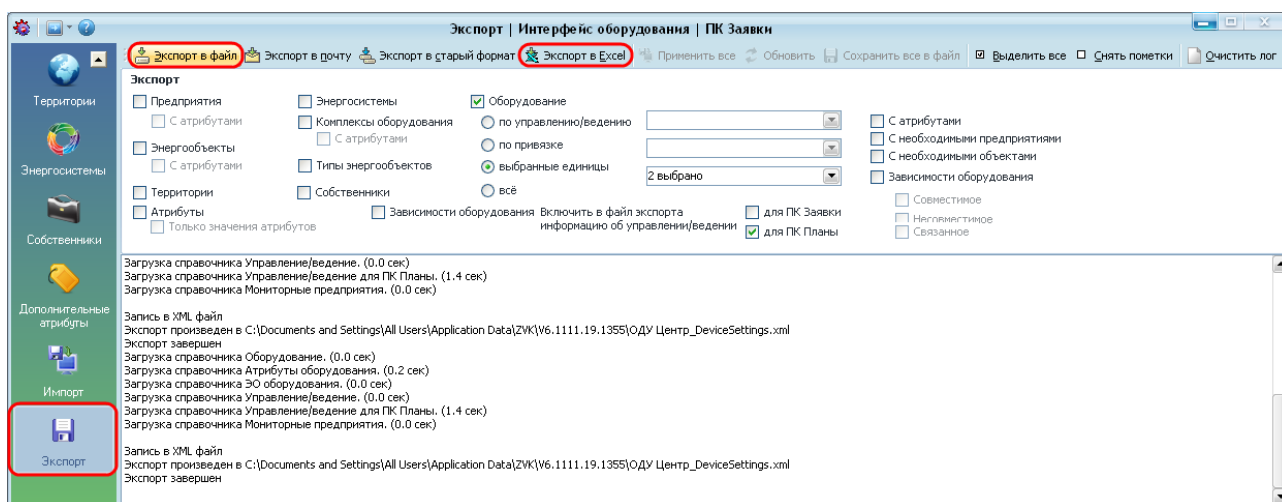 Экспорт | Интерфейс оборудования | ПК Заявки
Экспорт в файл Экспорт в почту Экспорт в старый формат Экспорт в Excel Применить все Обновить Сохранить все в файл Выделить все Снять пометки Очистить лог
Территории
Энергосистемы
Собственники
Дополнительные
атрибуты
Импорт
Экспорт
Экспорт
Предприятия Энергосистемы Оборудование
С атрибутами Комплексы оборудования по управлению/ведению С атрибутами
С атрибутами по привязке С необходимыми предприятиями
Энергообъекты С необходимыми объектами
С атрибутами Типы энергообъектов выбранные единицы 2 выбрано Зависимости оборудования
Территории Собственники всё Совместимое
Атрибуты Зависимости оборудования Включить в файл экспорта для ПК Заявки Несовместимое
Только значения атрибутов информацию об управлении/ведении для ПК Планы Связанное
Загрузка справочника Управление/ведение. (0.0 сек)
Загрузка справочника Управление/ведение для ПК Планы. (1.4 сек)
Загрузка справочника Мониторные предприятия. (0.0 сек)
Запись в XML файл
Экспорт произведен в C:\Documents and Settings\All Users\Application Data\ZVK\V6.1111.19.1355\ОДУ Центр_DeviceSettings.xml
Экспорт завершен
Загрузка справочника Оборудование. (0.0 сек)
Загрузка справочника Атрибуты оборудования. (0.2 сек)
Загрузка справочника ЭО оборудования. (0.0 сек)
Загрузка справочника Управление/ведение. (0.0 сек)
Загрузка справочника Управление/ведение для ПК Планы. (1.4 сек)
Загрузка справочника Мониторные предприятия. (0.0 сек)
Запись в XML файл
Экспорт произведен в C:\Documents and Settings\All Users\Application Data\ZVK\V6.1111.19.1355\ОДУ Центр_DeviceSettings.xml
Экспорт завершен